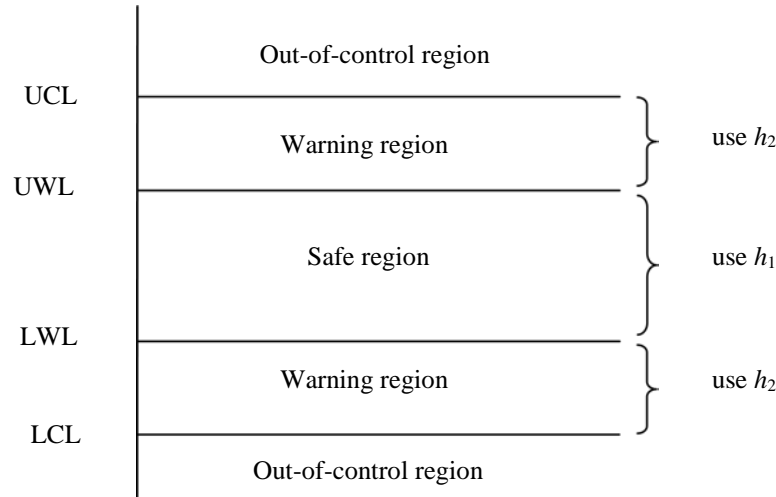 Out-of-control region
UCL
Warning region
use h₂
UWL
Safe region
use h₁
LWL
Warning region
use h₂
LCL
Out-of-control region